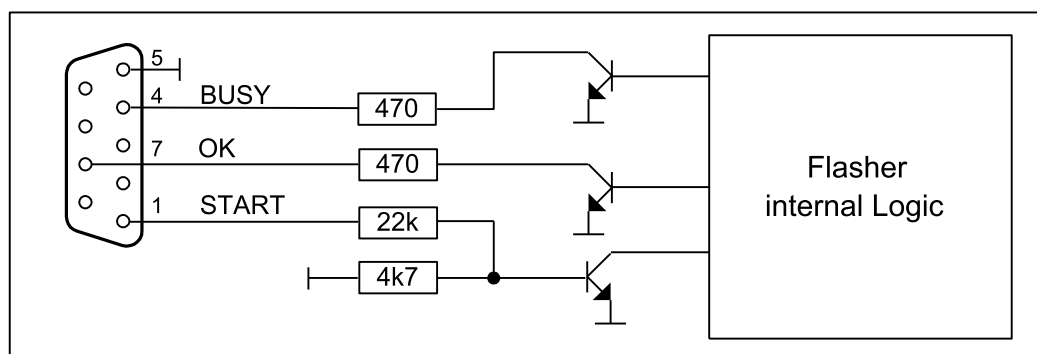 5
4 BUSY 470
7 OK 470
1 START 22k
4k7
Flasher
internal Logic